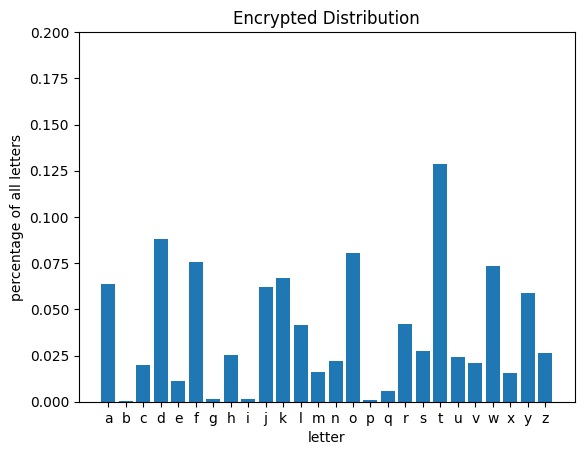 Encrypted Distribution
0.200
0.175
0.150
0.125
0.100
0.075
0.050
0.025
0.000
percentage of all letters
a b c d e f g h i j k l m n o p q r s t u v w x y z
letter